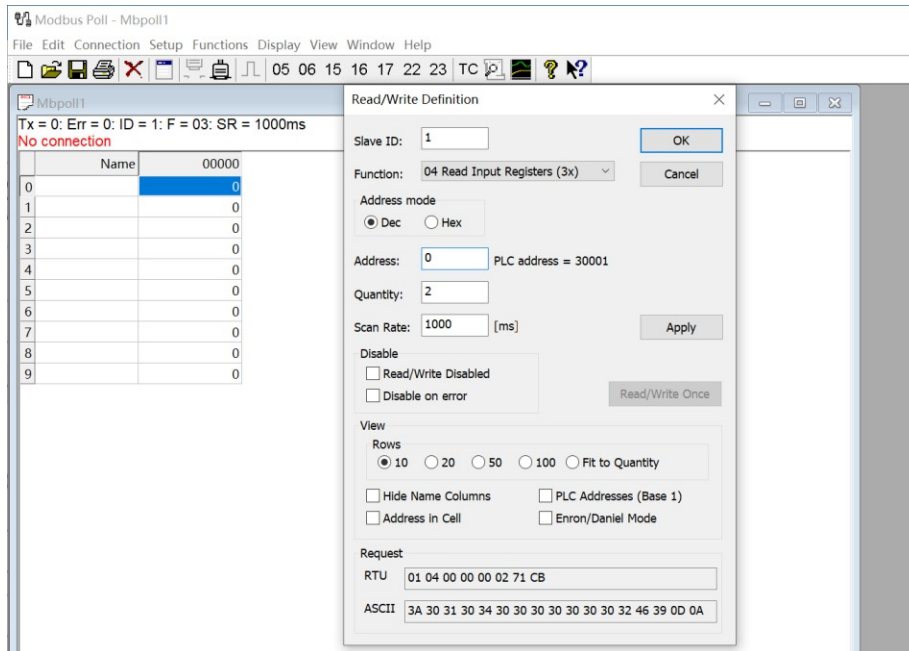 Modbus Poll - Mbpoll1
File Edit Connection Setup Functions Display View Window Help
05 06 15 16 17 22 23 TC
Mbpoll1
Tx = 0: Err = 0: ID = 1: F = 03: SR = 1000ms
No connection
Name 00000
0 0
1 0
2 0
3 0
4 0
5 0
6 0
7 0
8 0
9 0
Read/Write Definition
Slave ID: 1 OK
Function: 04 Read Input Registers (3x) Cancel
Address mode
Dec Hex
Address: 0 PLC address = 30001
Quantity: 2
Scan Rate: 1000 [ms] Apply
Disable
Read/Write Disabled
Disable on error Read/Write Once
View
Rows
10 20 50 100 Fit to Quantity
Hide Name Columns PLC Addresses (Base 1)
Address in Cell Enron/Daniel Mode
Request
RTU 01 04 00 00 00 02 71 CB
ASCII 3A 30 31 30 34 30 30 30 30 30 30 30 32 46 39 0D 0A